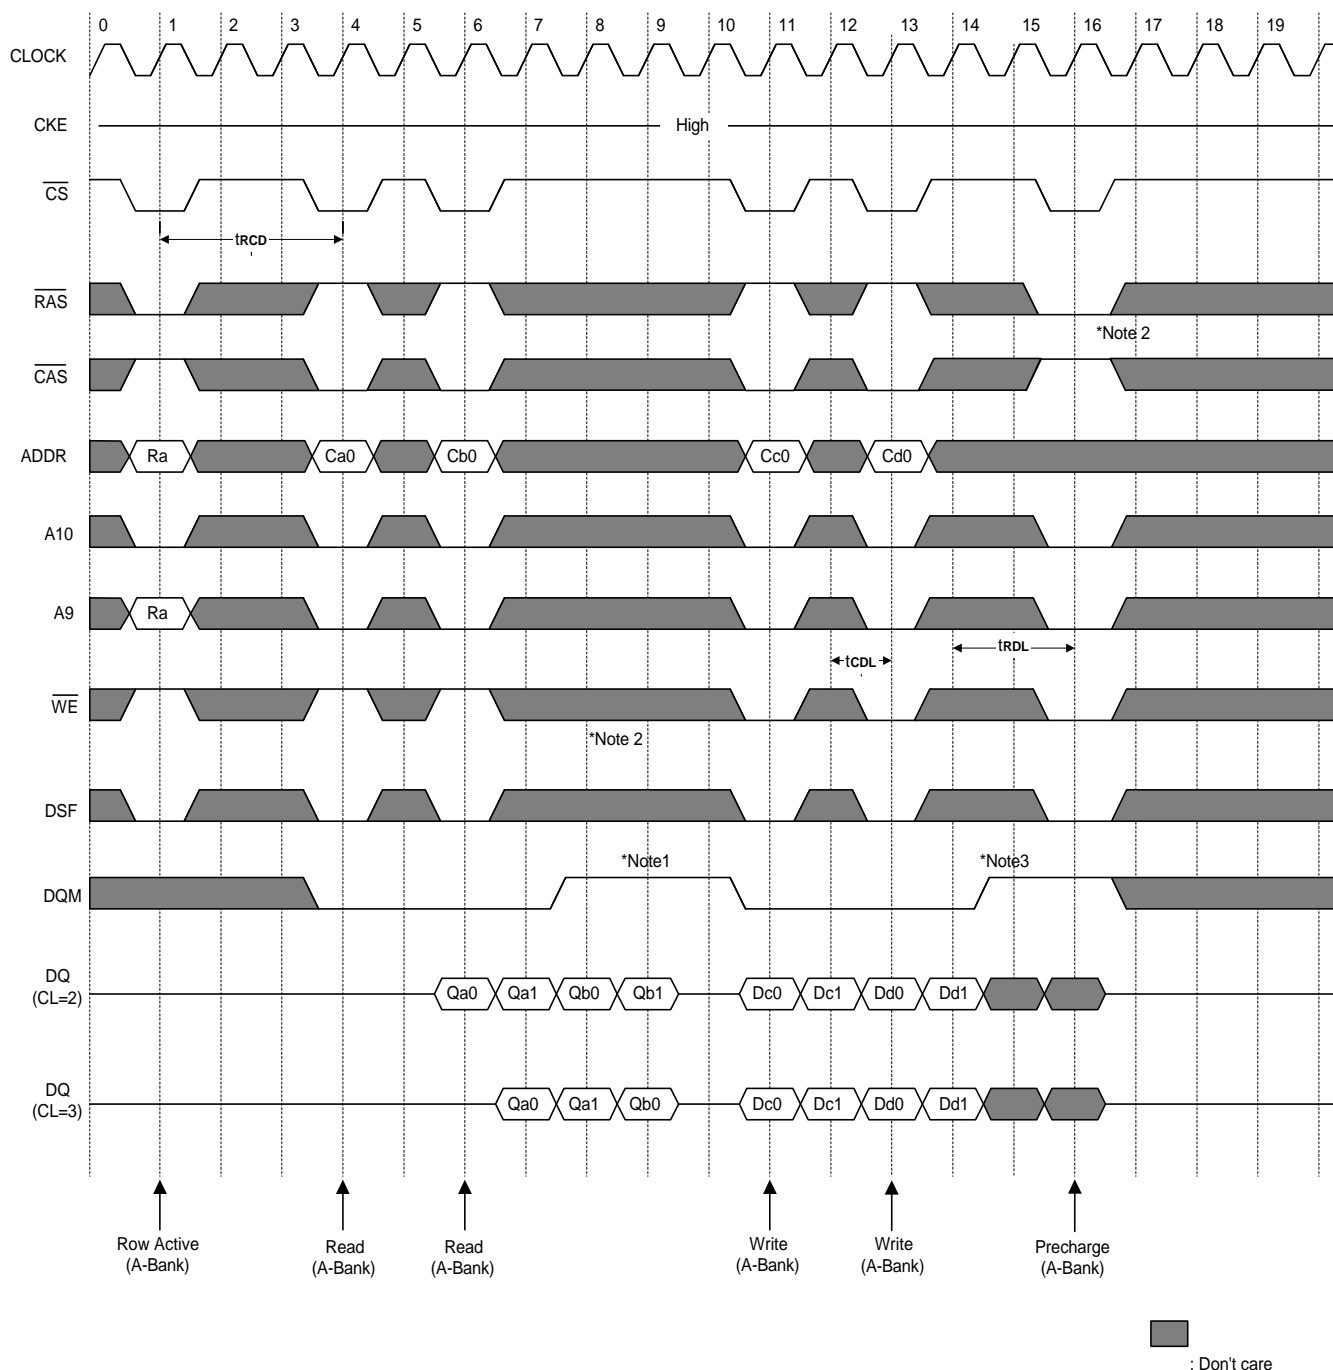 0 1 2 3 4 5 6 7 8 9 10 11 12 13 14 15 16 17 18 19
CLOCK
CKE High
CS
tRCD
RAS
*Note 2
CAS
ADDR Ra Ca0 Cb0 Cc0 Cd0
A10
A9 Ra
tCDL tRDL
WE
*Note 2
DSF
*Note1 *Note3
DQM
DQ
(CL=2) Qa0 Qa1 Qb0 Qb1 Dc0 Dc1 Dd0 Dd1
DQ
(CL=3) Qa0 Qa1 Qb0 Dc0 Dc1 Dd0 Dd1
Row Active
(A-Bank)
Read
(A-Bank)
Read
(A-Bank)
Write
(A-Bank)
Write
(A-Bank)
Precharge
(A-Bank)
: Don't care